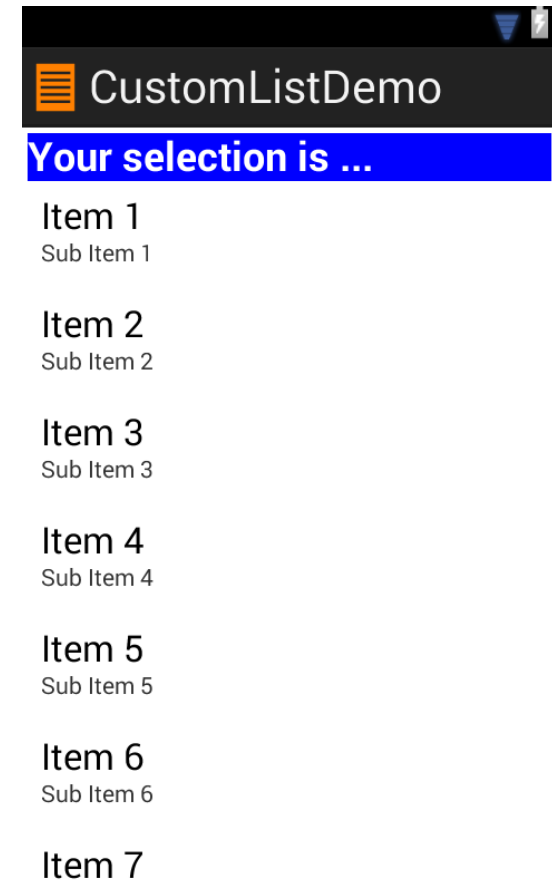 CustomListDemo
Your selection is ...
Item 1
Sub Item 1
Item 2
Sub Item 2
Item 3
Sub Item 3
Item 4
Sub Item 4
Item 5
Sub Item 5
Item 6
Sub Item 6
Item 7